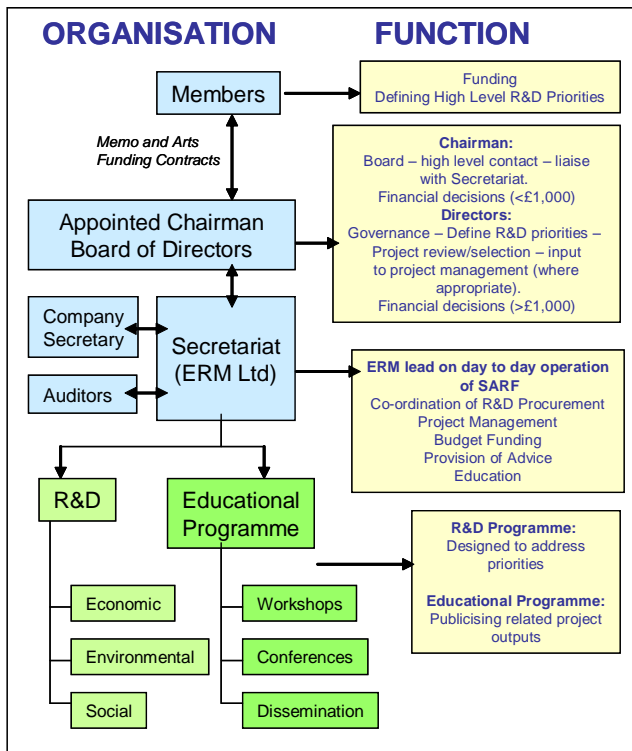 ORGANISATION
FUNCTION
Members
Funding
Defining High Level R&D Priorities
Memo and Arts
Funding Contracts
Appointed Chairman
Board of Directors
Chairman:
Board – high level contact – liaise
with Secretariat.
Financial decisions (<£1,000)
Directors:
Governance – Define R&D priorities –
Project review/selection – input
to project management (where
appropriate).
Financial decisions (>£1,000)
Company
Secretary
Auditors
Secretariat
(ERM Ltd)
ERM lead on day to day operation
of SARF
Co-ordination of R&D Procurement
Project Management
Budget Funding
Provision of Advice
Education
R&D
Educational
Programme
R&D Programme:
Designed to address
priorities
Educational Programme:
Publicising related project
outputs
Economic
Environmental
Social
Workshops
Conferences
Dissemination